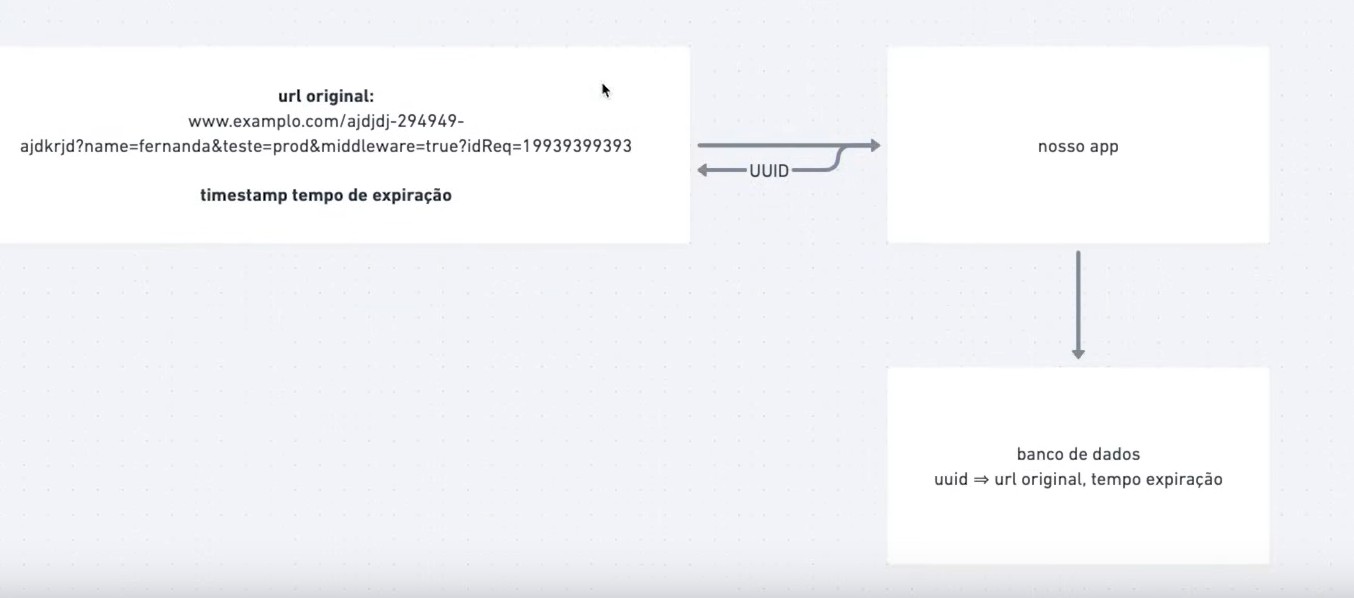 url original:
www.examplo.com/ajdjdj-294949-
ajdkrjd?name=fernanda&teste=prod&middleware=true?idReq=19939399393
timestamp tempo de expiração
UUID
nosso app
banco de dados
uuid ⇒ url original, tempo expiração